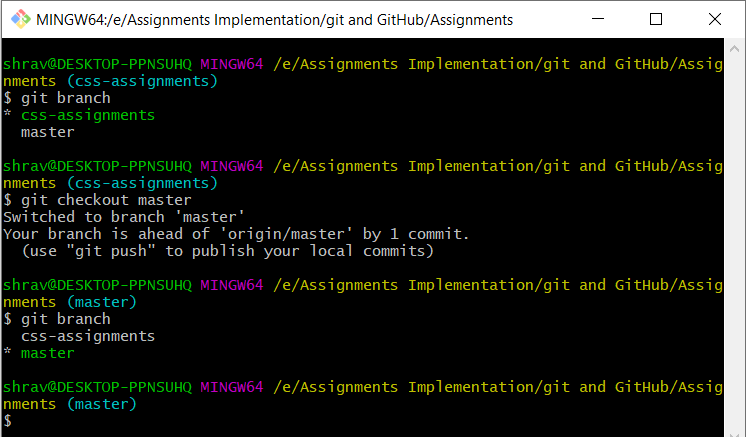 MINGW64:/e/Assignments Implementation/git and GitHub/Assignments
shrav@DESKTOP-PPNSUHQ MINGW64 /e/Assignments Implementation/git and GitHub/Assig
nments (css-assignments)
$ git branch
* css-assignments
  master
shrav@DESKTOP-PPNSUHQ MINGW64 /e/Assignments Implementation/git and GitHub/Assig
nments (css-assignments)
$ git checkout master
Switched to branch 'master'
Your branch is ahead of 'origin/master' by 1 commit.
  (use "git push" to publish your local commits)
shrav@DESKTOP-PPNSUHQ MINGW64 /e/Assignments Implementation/git and GitHub/Assig
nments (master)
$ git branch
  css-assignments
* master
shrav@DESKTOP-PPNSUHQ MINGW64 /e/Assignments Implementation/git and GitHub/Assig
nments (master)
$